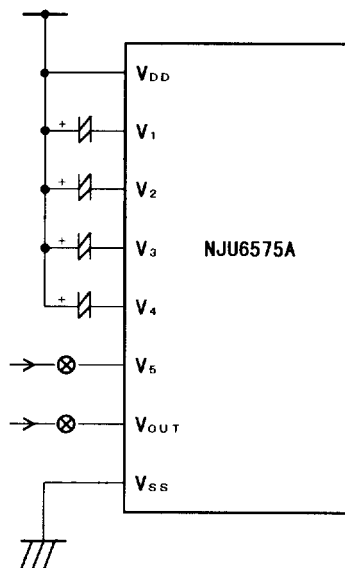 VDD
+ V1
+ V2
+ V3
NJU6575A
+ V4
V5
VOUT
VSS